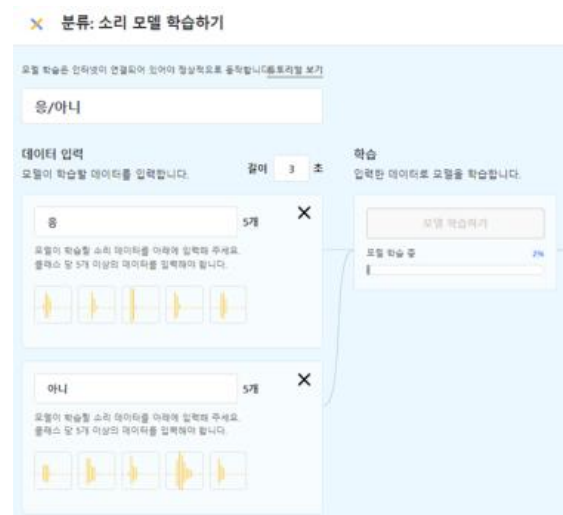 분류: 소리 모델 학습하기
모델 학습은 인터넷이 연결되어 있어야 정상적으로 동작합니다. 튜토리얼 보기
응/아니
데이터 입력
모델이 학습할 데이터를 입력합니다.
길이 3 초
응 5개
모델이 학습할 소리 데이터를 아래에 입력해 주세요.
클래스 당 5개 이상의 데이터를 입력해야 합니다.
아니 5개
모델이 학습할 소리 데이터를 아래에 입력해 주세요.
클래스 당 5개 이상의 데이터를 입력해야 합니다.
학습
입력한 데이터로 모델을 학습합니다.
모델 학습하기
모델 학습 중 2%